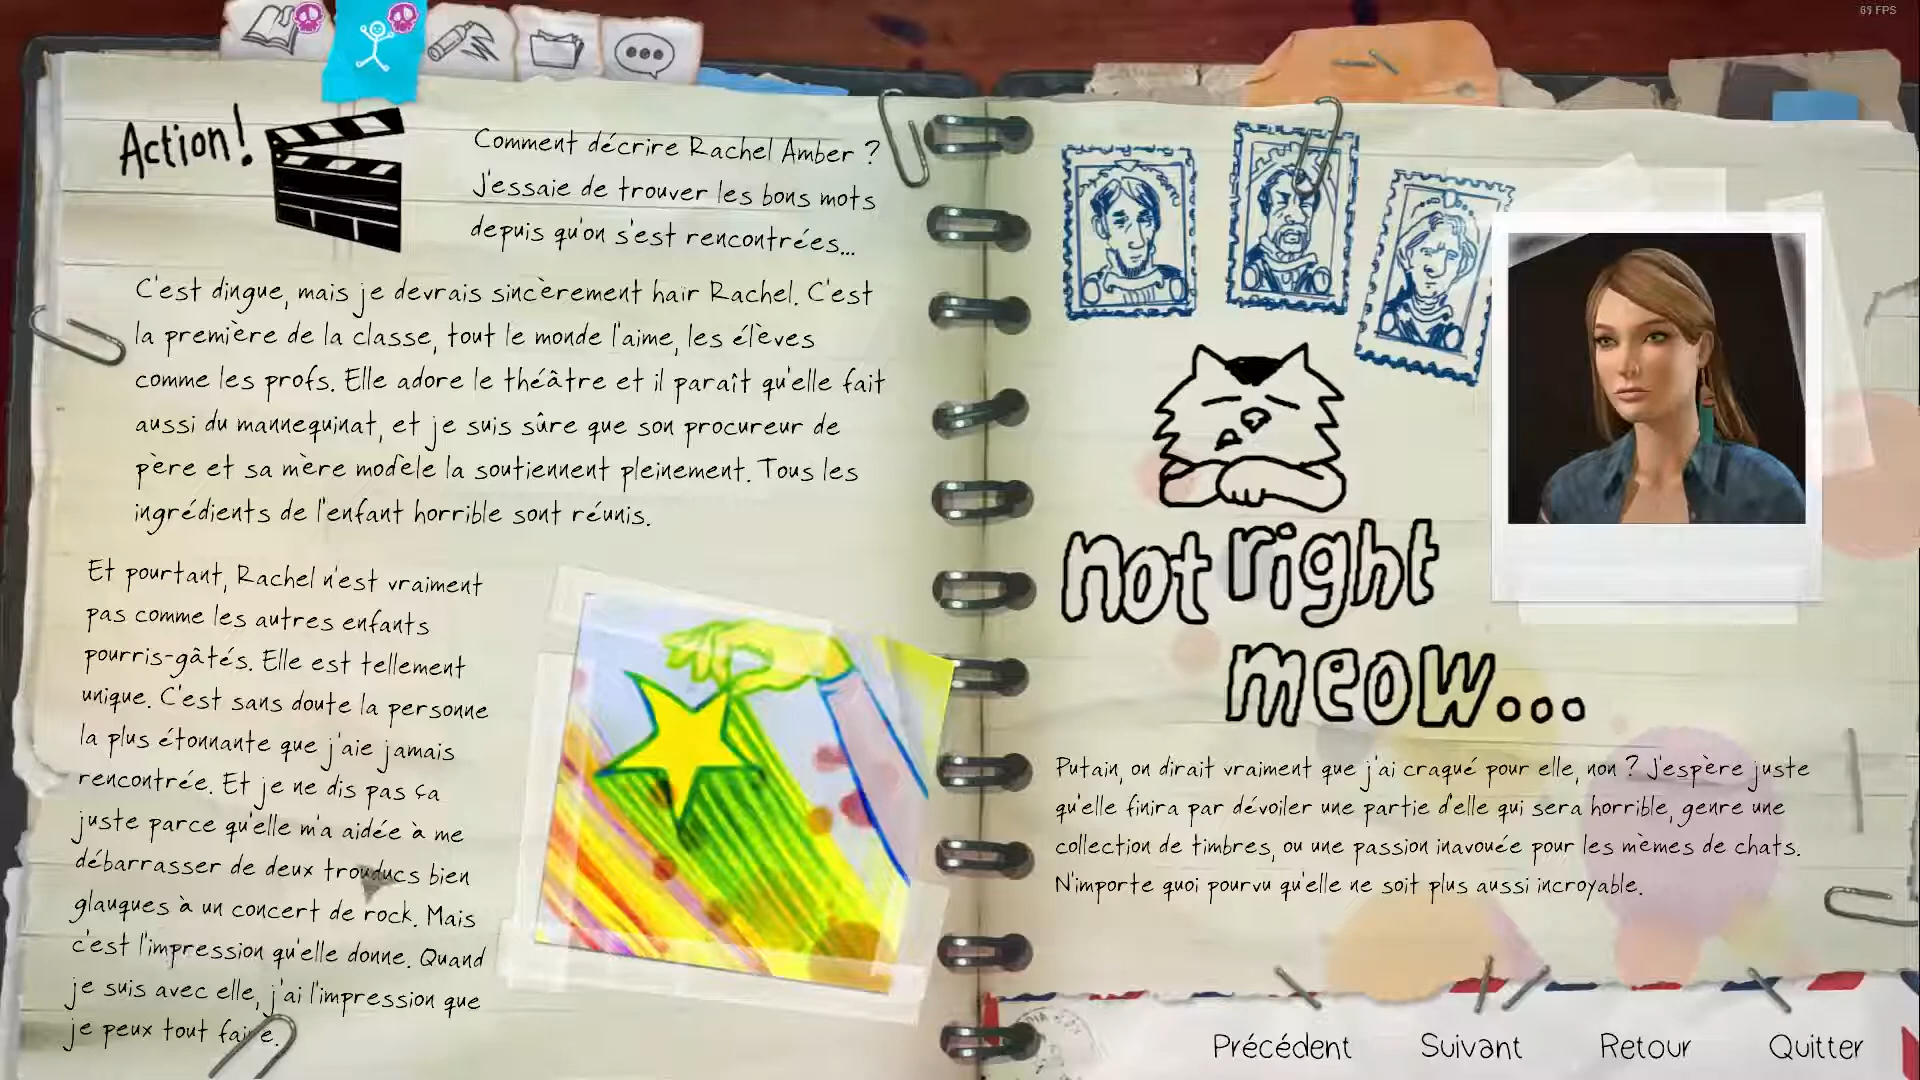 69 FPS
Action!
Comment décrire Rachel Amber ?
J'essaie de trouver les bons mots
depuis qu'on s'est rencontrées...
C'est dingue, mais je devrais sincèrement hair Rachel. C'est
la première de la classe, tout le monde l'aime, les élèves
comme les profs. Elle adore le théâtre et il paraît qu'elle fait
aussi du mannequinat, et je suis sûre que son procureur de
père et sa mère modèle la soutiennent pleinement. Tous les
ingrédients de l'enfant horrible sont réunis.
Et pourtant, Rachel n'est vraiment
pas comme les autres enfants
pourris-gâtés. Elle est tellement
unique. C'est sans doute la personne
la plus étonnante que j'aie jamais
rencontrée. Et je ne dis pas ça
juste parce qu'elle m'a aidée à me
débarrasser de deux trouducs bien
glauques à un concert de rock. Mais
c'est l'impression qu'elle donne. Quand
je suis avec elle, j'ai l'impression que
je peux tout faire.
not right
meow...
Putain, on dirait vraiment que j'ai craqué pour elle, non ? J'espère juste
qu'elle finira par dévoiler une partie d'elle qui sera horrible, genre une
collection de timbres, ou une passion inavouée pour les mèmes de chats.
N'importe quoi pourvu qu'elle ne soit plus aussi incroyable.
Précédent Suivant Retour Quitter